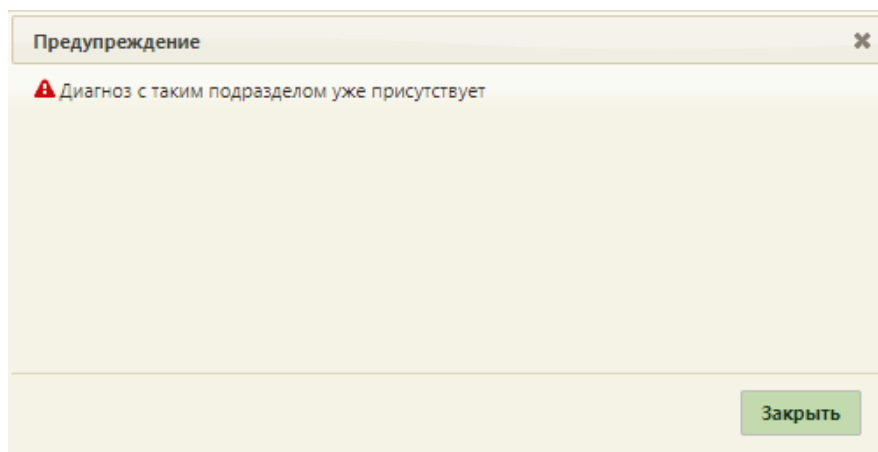 Предупреждение
Диагноз с таким подразделом уже присутствует
Закрыть